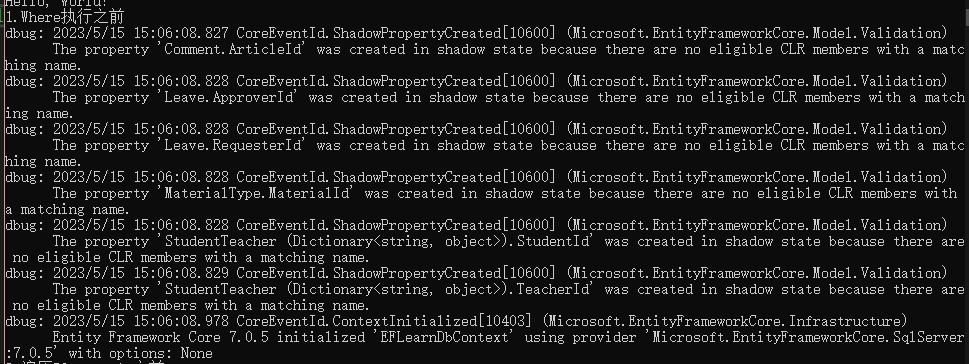 Hello, World!
1.Where执行之前
dbug: 2023/5/15 15:06:08.827 CoreEventId.ShadowPropertyCreated[10600] (Microsoft.EntityFrameworkCore.Model.Validation)
The property 'Comment.ArticleId' was created in shadow state because there are no eligible CLR members with a matc
hing name.
dbug: 2023/5/15 15:06:08.828 CoreEventId.ShadowPropertyCreated[10600] (Microsoft.EntityFrameworkCore.Model.Validation)
The property 'Leave.ApproverId' was created in shadow state because there are no eligible CLR members with a match
ing name.
dbug: 2023/5/15 15:06:08.828 CoreEventId.ShadowPropertyCreated[10600] (Microsoft.EntityFrameworkCore.Model.Validation)
The property 'Leave.RequesterId' was created in shadow state because there are no eligible CLR members with a matc
hing name.
dbug: 2023/5/15 15:06:08.828 CoreEventId.ShadowPropertyCreated[10600] (Microsoft.EntityFrameworkCore.Model.Validation)
The property 'MaterialType.MaterialId' was created in shadow state because there are no eligible CLR members with
a matching name.
dbug: 2023/5/15 15:06:08.828 CoreEventId.ShadowPropertyCreated[10600] (Microsoft.EntityFrameworkCore.Model.Validation)
The property 'StudentTeacher (Dictionary<string, object>).StudentId' was created in shadow state because there are
no eligible CLR members with a matching name.
dbug: 2023/5/15 15:06:08.829 CoreEventId.ShadowPropertyCreated[10600] (Microsoft.EntityFrameworkCore.Model.Validation)
The property 'StudentTeacher (Dictionary<string, object>).TeacherId' was created in shadow state because there are
no eligible CLR members with a matching name.
dbug: 2023/5/15 15:06:08.978 CoreEventId.ContextInitialized[10403] (Microsoft.EntityFrameworkCore.Infrastructure)
Entity Framework Core 7.0.5 initialized 'EFLearnDbContext' using provider 'Microsoft.EntityFrameworkCore.SqlServer
:7.0.5' with options: None